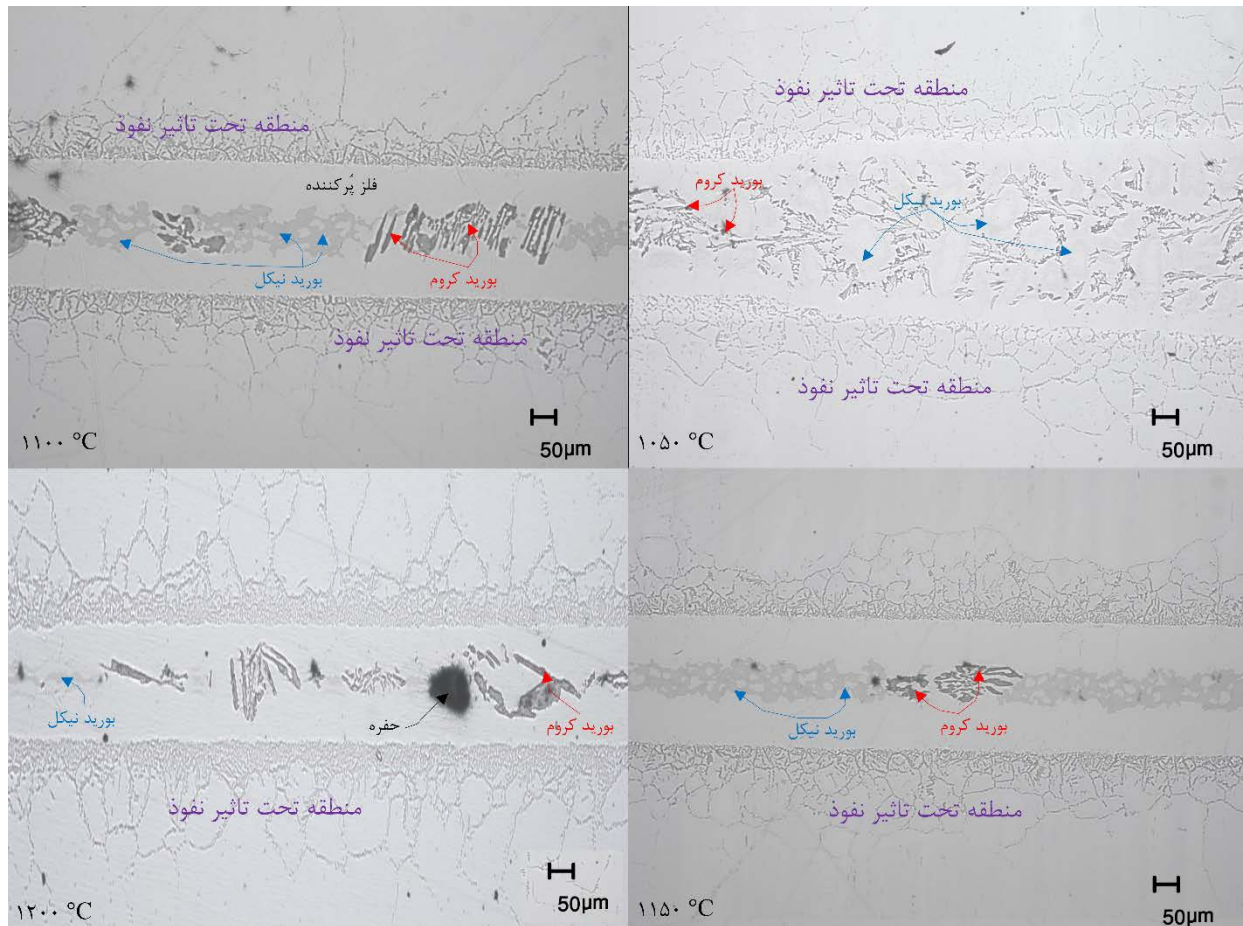 منطقه تحت تاثیر نفوذ
بورید کروم
بورید نیکل
منطقه تحت تاثیر نفوذ
50µm
۱۰۵۰ °C
منطقه تحت تاثیر نفوذ
فلز پُرکننده
بورید نیکل
بورید کروم
منطقه تحت تاثیر نفوذ
50µm
۱۱۰۰ °C
بورید نیکل
بورید کروم
منطقه تحت تاثیر نفوذ
50µm
۱۱۵۰ °C
بورید نیکل
حفره
بورید کروم
منطقه تحت تاثیر نفوذ
50µm
۱۲۰۰ °C